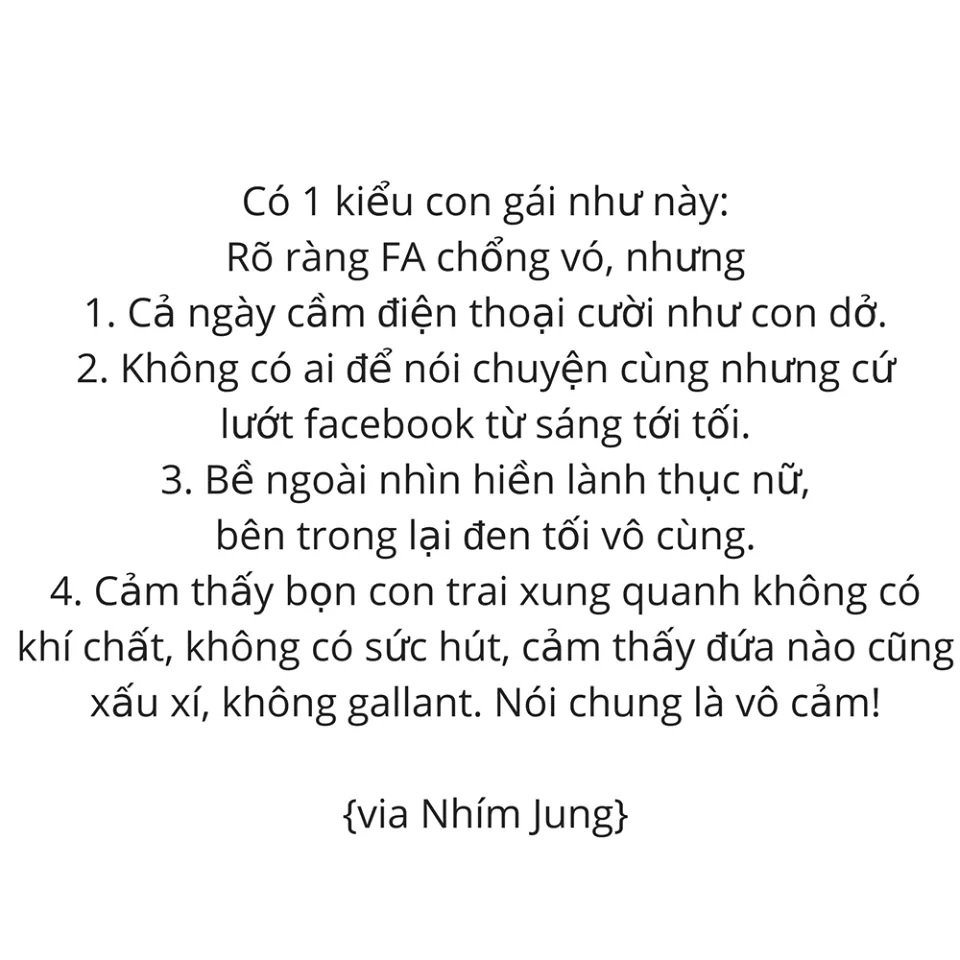 Có 1 kiểu con gái như này:
Rõ ràng FA chổng vó, nhưng
1. Cả ngày cầm điện thoại cười như con dở.
2. Không có ai để nói chuyện cùng nhưng cứ
lướt facebook từ sáng tới tối.
3. Bề ngoài nhìn hiền lành thục nữ,
bên trong lại đen tối vô cùng.
4. Cảm thấy bọn con trai xung quanh không có
khí chất, không có sức hút, cảm thấy đứa nào cũng
xấu xí, không gallant. Nói chung là vô cảm!
{via Nhím Jung}